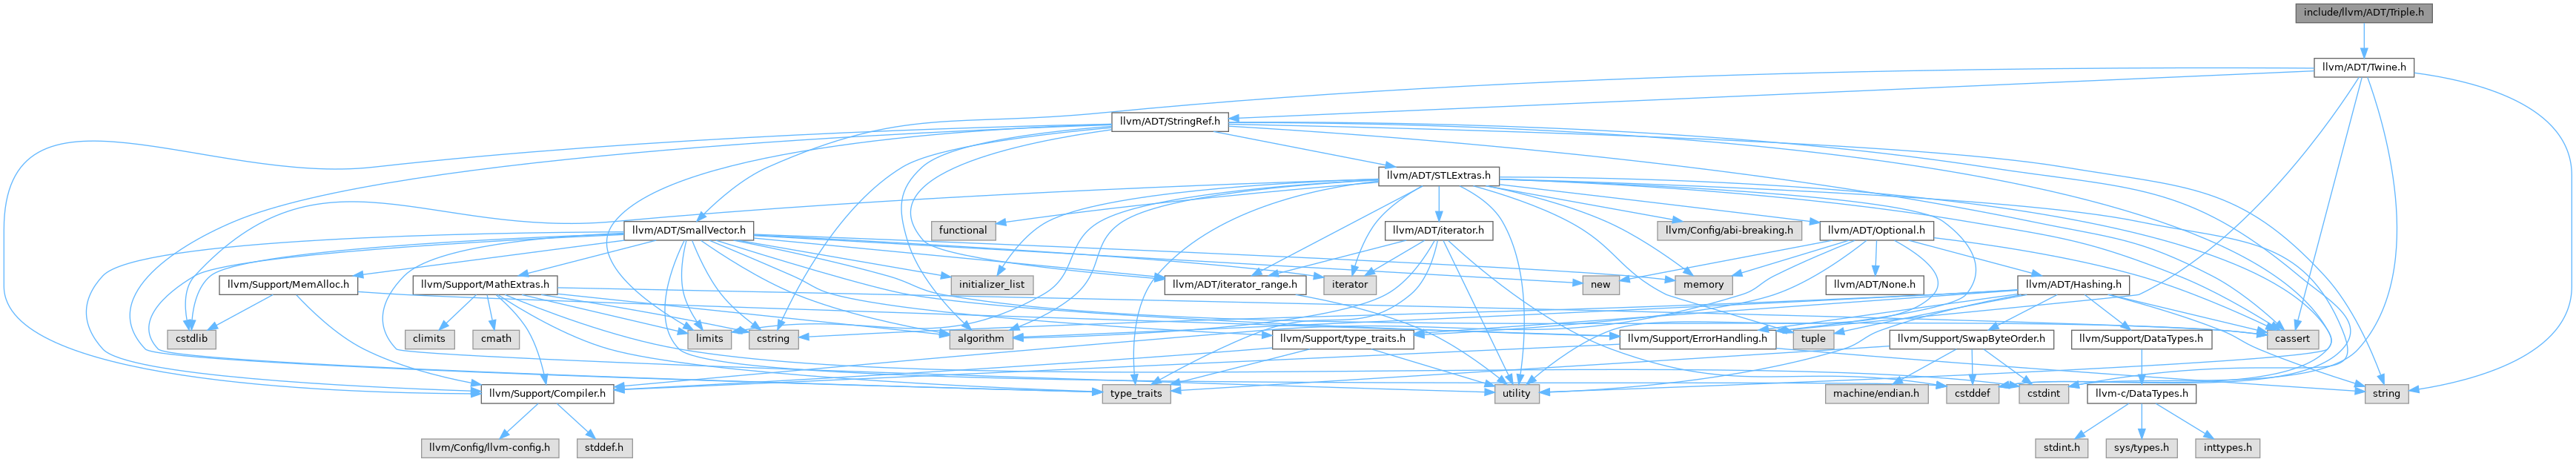 include/llvm/ADT/Triple.h
llvm/ADT/Twine.h
llvm/ADT/StringRef.h
llvm/ADT/STLExtras.h
functional
llvm/ADT/SmallVector.h
llvm/ADT/iterator.h
llvm/Config/abi-breaking.h
llvm/ADT/Optional.h
llvm/Support/MemAlloc.h
llvm/Support/MathExtras.h
initializer_list
llvm/ADT/iterator_range.h
iterator
new
memory
llvm/ADT/None.h
llvm/ADT/Hashing.h
cstdlib
climits
cmath
limits
cstring
algorithm
llvm/Support/type_traits.h
llvm/Support/ErrorHandling.h
tuple
llvm/Support/SwapByteOrder.h
llvm/Support/DataTypes.h
cassert
llvm/Support/Compiler.h
type_traits
utility
machine/endian.h
cstddef
cstdint
llvm-c/DataTypes.h
string
llvm/Config/llvm-config.h
stddef.h
stdint.h
sys/types.h
inttypes.h